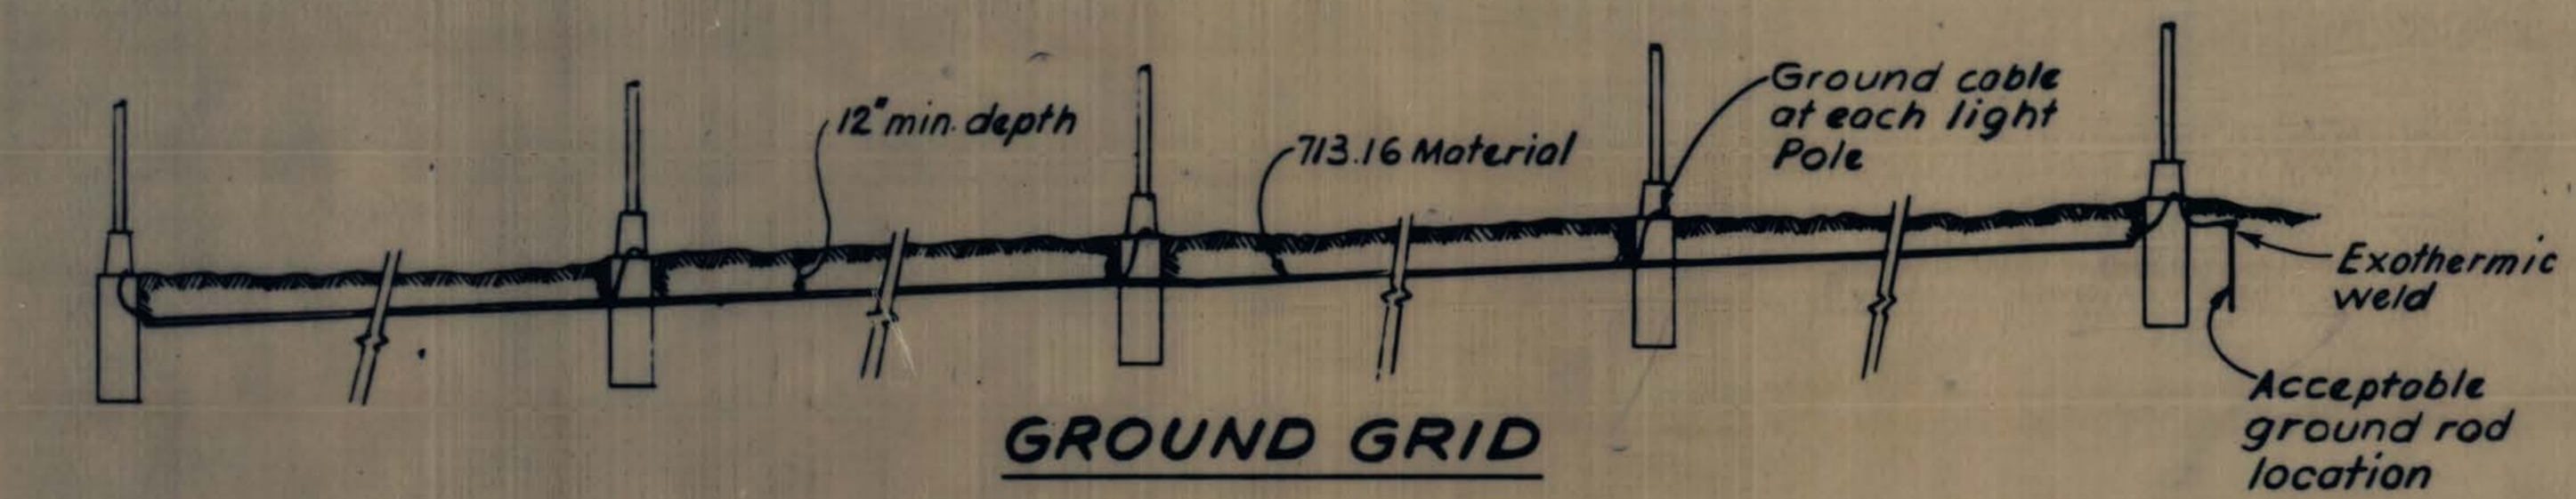 12" min. depth
713.16 Material
Ground cable
at each light
Pole
Exothermic
weld
Acceptable
ground rod
location
GROUND GRID